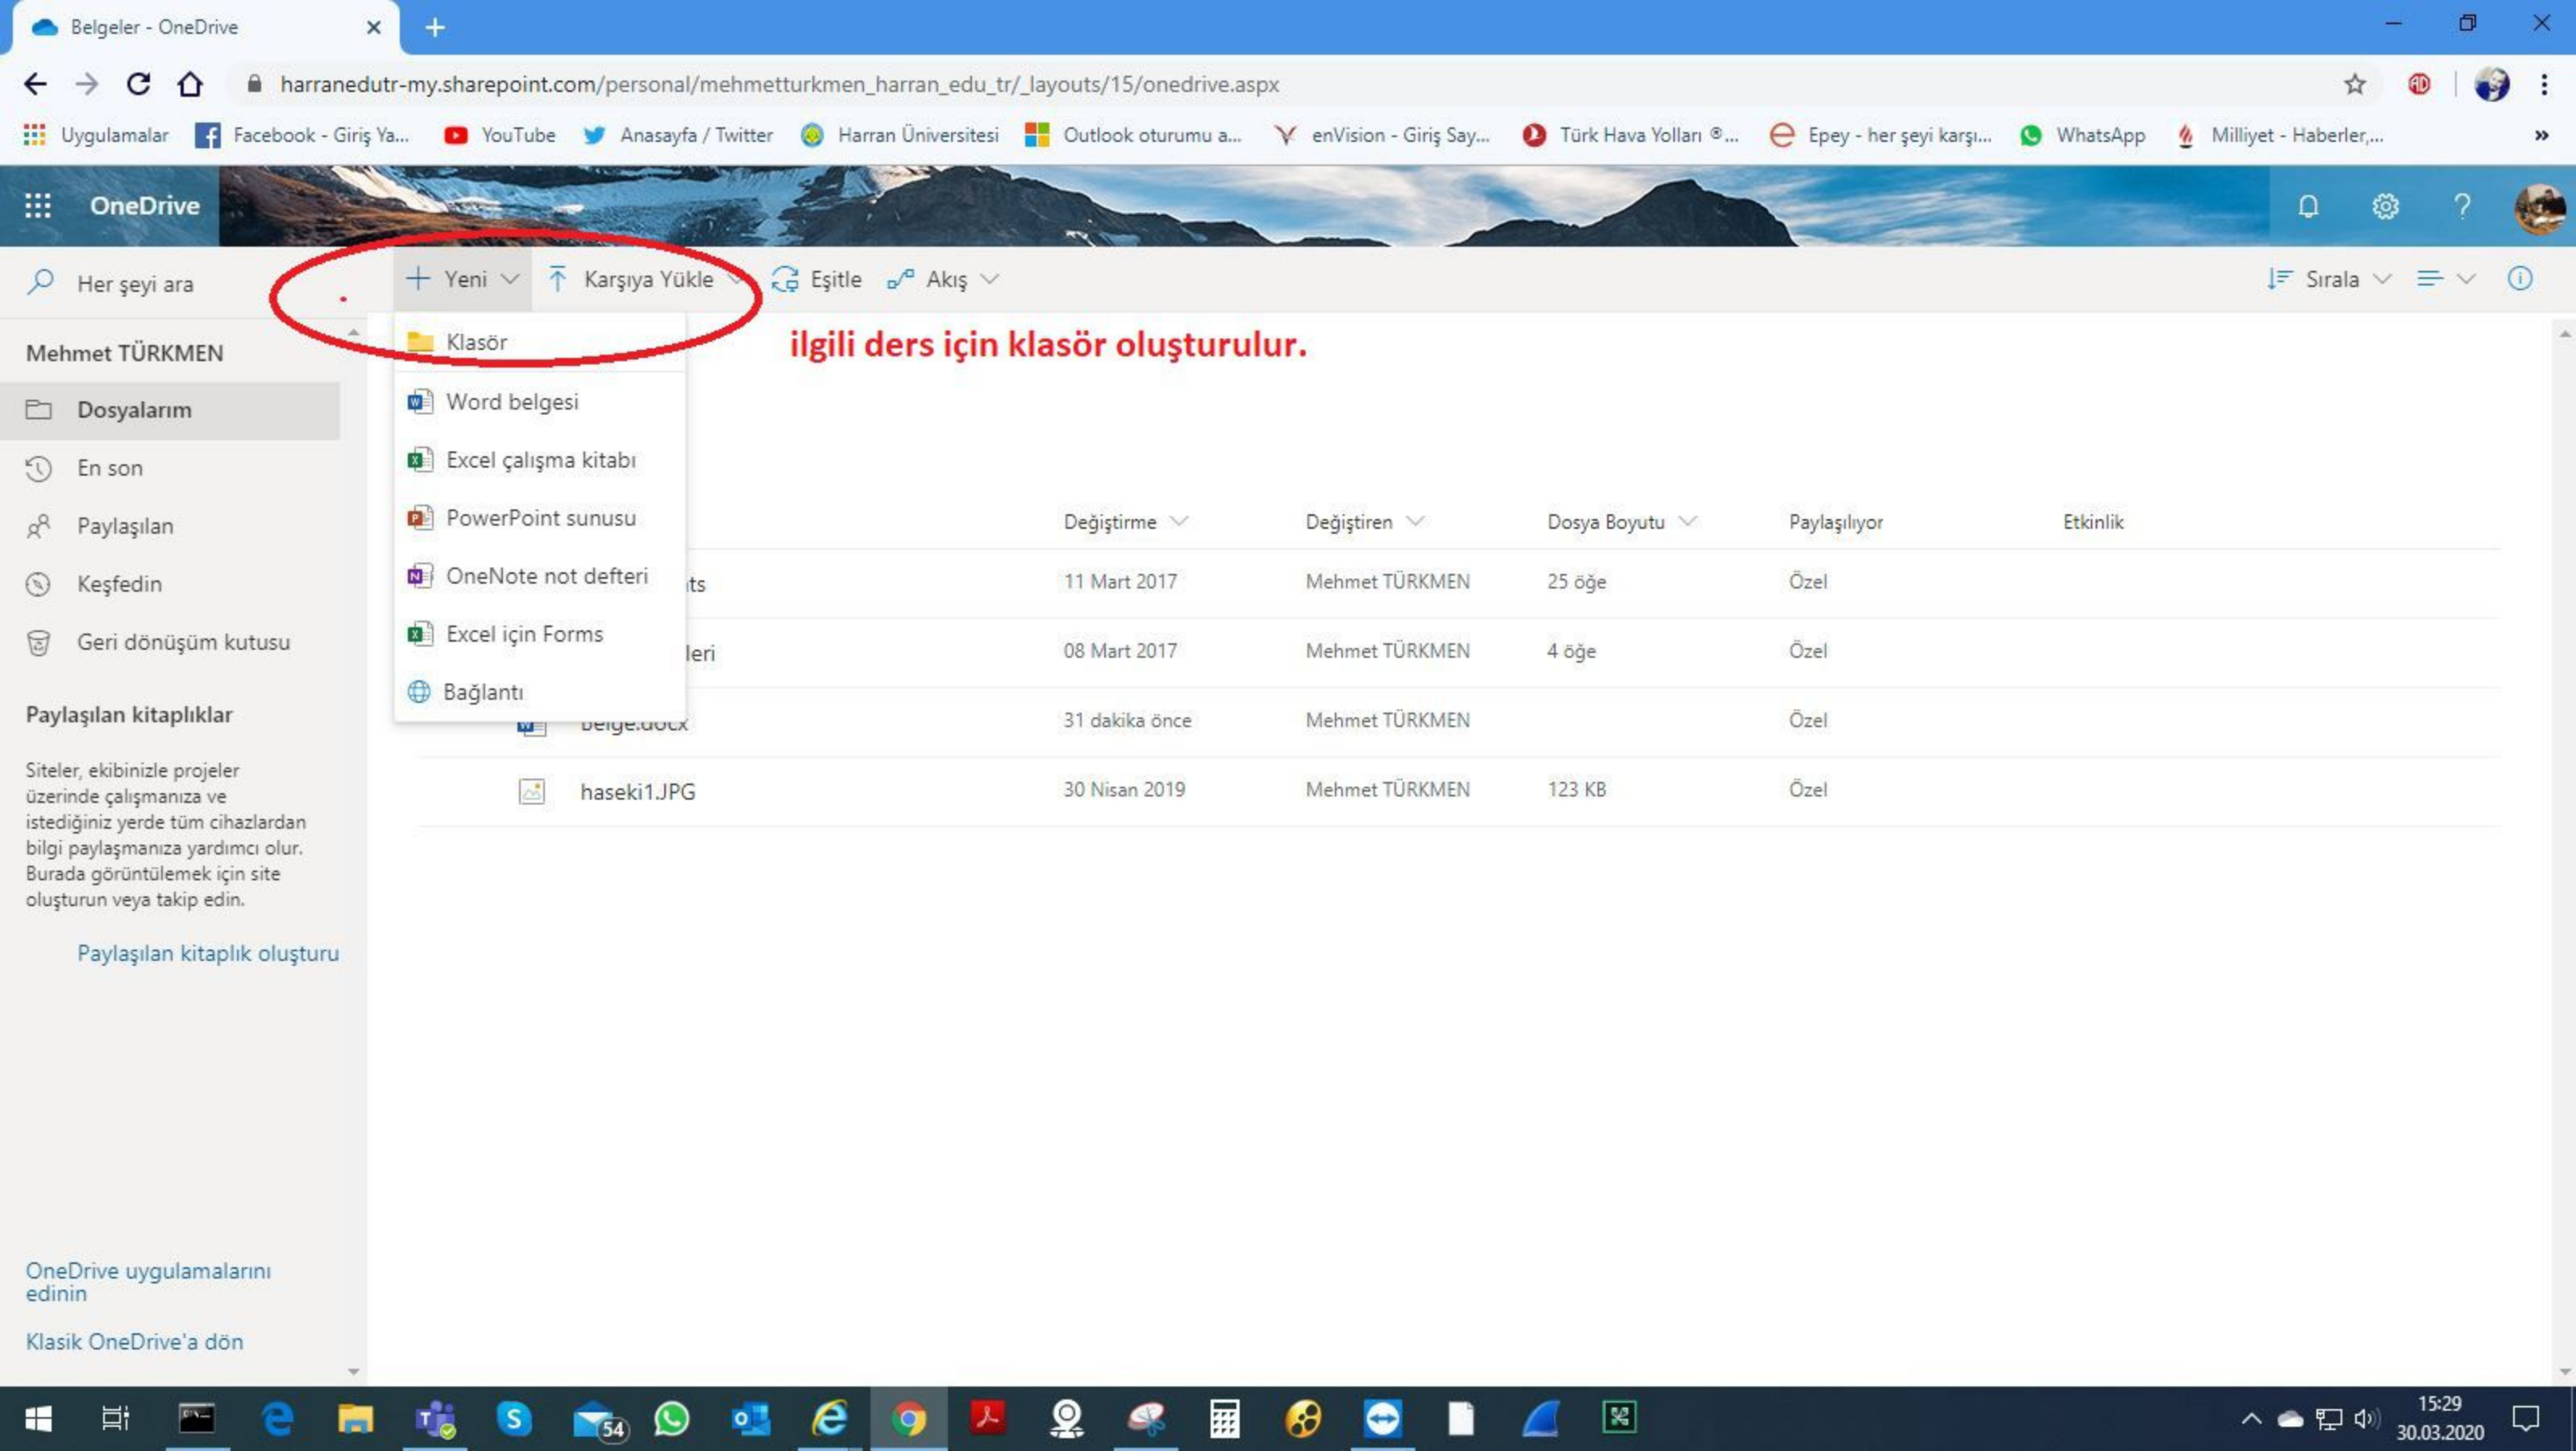 Belgeler - OneDrive
harranedutr-my.sharepoint.com/personal/mehmetturkmen_harran_edu_tr/_layouts/15/onedrive.aspx
Uygulamalar Facebook - Giriş Ya... YouTube Anasayfa / Twitter Harran Üniversitesi Outlook oturumu a... enVision - Giriş Say... Türk Hava Yolları ®... Epey - her şeyi karşı... WhatsApp Milliyet - Haberler,... »
OneDrive
Her şeyi ara
Yeni Karşıya Yükle Eşitle Akış Sırala
Mehmet TÜRKMEN
Dosyalarım
En son
Paylaşılan
Keşfedin
Geri dönüşüm kutusu
Paylaşılan kitaplıklar
Siteler, ekibinizle projeler
üzerinde çalışmanıza ve
istediğiniz yerde tüm cihazlardan
bilgi paylaşmanıza yardımcı olur.
Burada görüntülemek için site
oluşturun veya takip edin.
Paylaşılan kitaplık oluşturu
OneDrive uygulamalarını
edinin
Klasik OneDrive'a dön
Klasör
Word belgesi
Excel çalışma kitabı
PowerPoint sunusu
OneNote not defteri
Excel için Forms
Bağlantı
ilgili ders için klasör oluşturulur.
Değiştirme Değiştiren Dosya Boyutu Paylaşılıyor Etkinlik
ts 11 Mart 2017 Mehmet TÜRKMEN 25 öğe Özel
leri 08 Mart 2017 Mehmet TÜRKMEN 4 öğe Özel
belge.docx 31 dakika önce Mehmet TÜRKMEN Özel
haseki1.JPG 30 Nisan 2019 Mehmet TÜRKMEN 123 KB Özel
54
15:29
30.03.2020